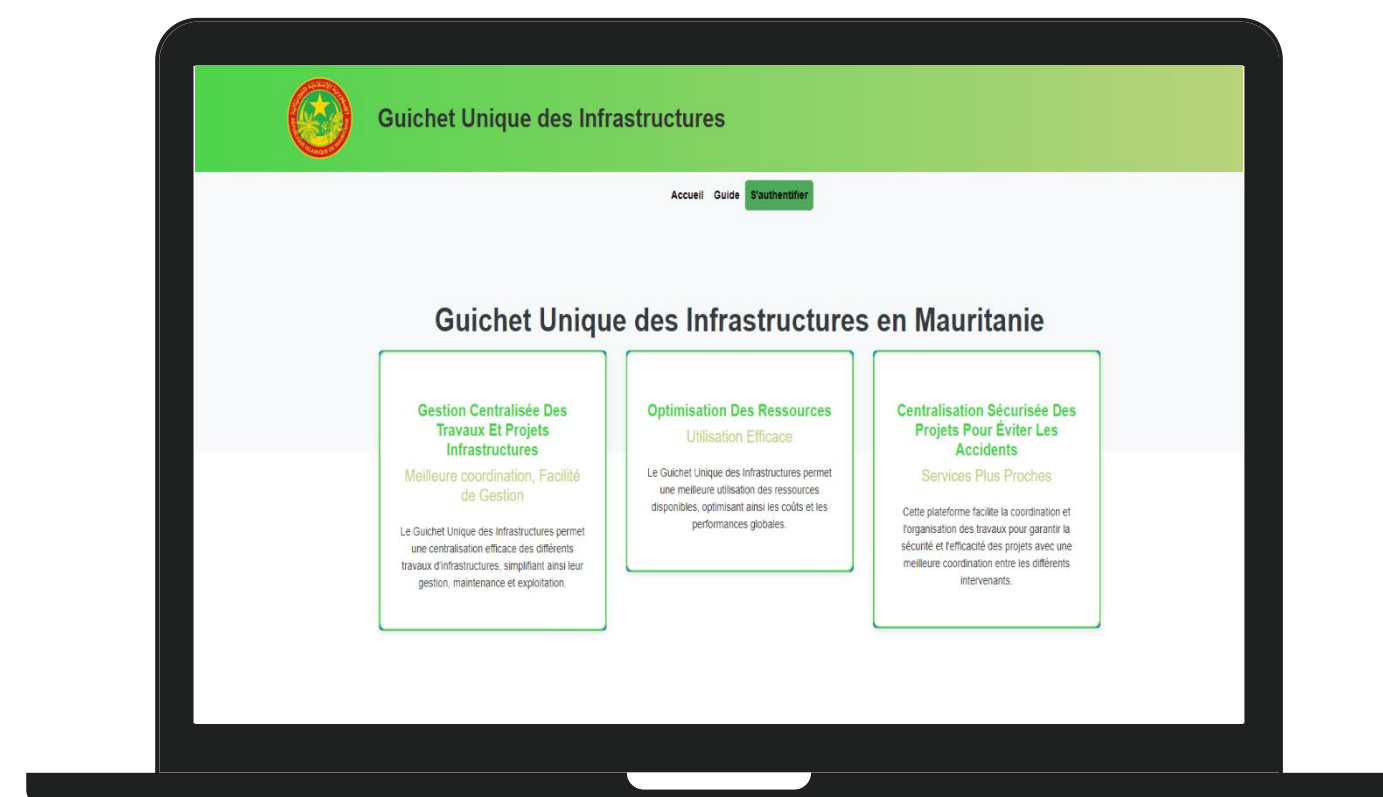 Guichet Unique des Infrastructures
Accueil Guide S'authentifier
Guichet Unique des Infrastructures en Mauritanie
Gestion Centralisée Des
Travaux Et Projets
Infrastructures
Meilleure coordination, Facilité
de Gestion
Le Guichet Unique des Infrastructures permet
une centralisation efficace des différents
travaux d'infrastructures, simplifiant ainsi leur
gestion, maintenance et exploitation.
Optimisation Des Ressources
Utilisation Efficace
Le Guichet Unique des Infrastructures permet
une meilleure utilisation des ressources
disponibles, optimisant ainsi les coûts et les
performances globales.
Centralisation Sécurisée Des
Projets Pour Éviter Les
Accidents
Services Plus Proches
Cette plateforme facilite la coordination et
l'organisation des travaux pour garantir la
sécurité et l'efficacité des projets avec une
meilleure coordination entre les différents
intervenants.